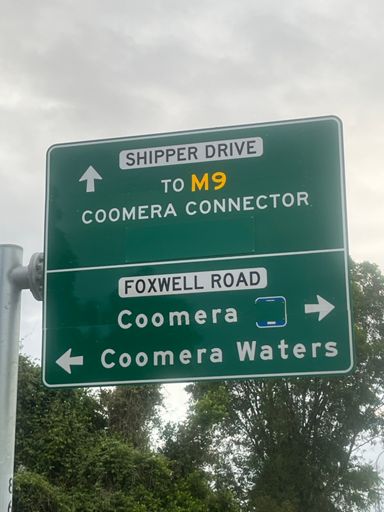 SHIPPER DRIVE
TO M9
COOMERA CONNECTOR
FOXWELL ROAD
Coomera
Coomera Waters